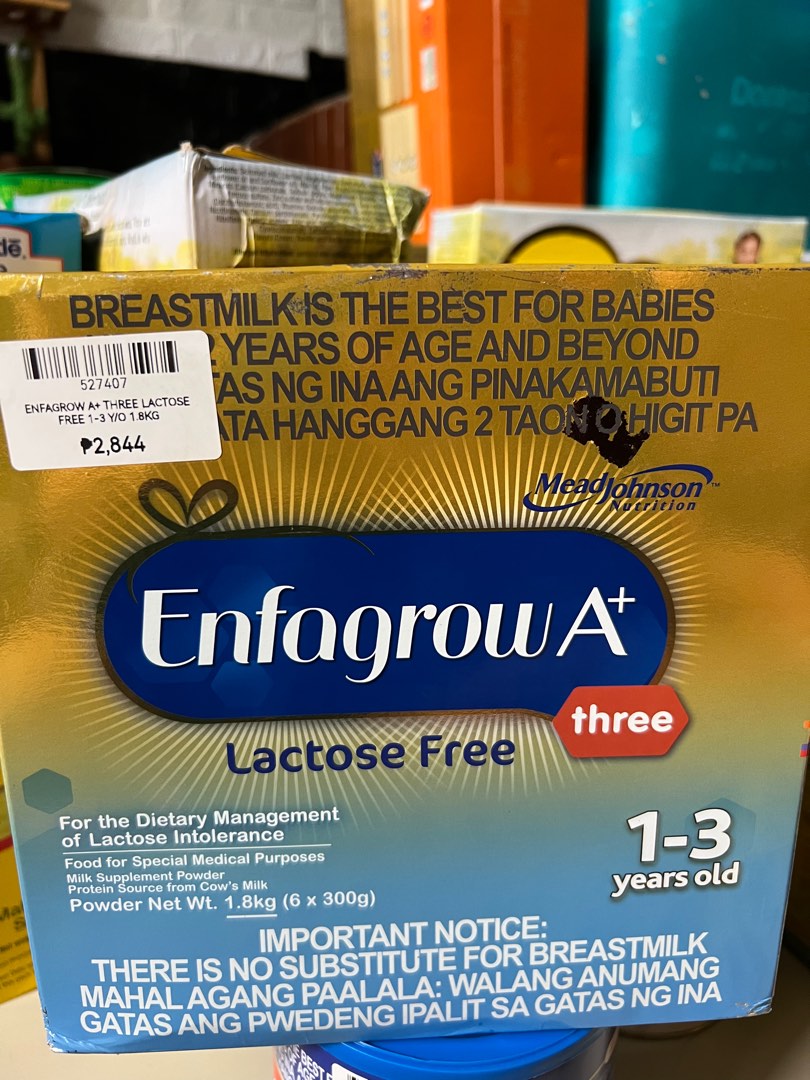 BREASTMILK IS THE BEST FOR BABIES
YEARS OF AGE AND BEYOND
TAS NG INA ANG PINAKAMABUTI
ATA HANGGANG 2 TAON O HIGIT PA
527407
ENFAGROW A+ THREE LACTOSE
FREE 1-3 Y/O 1.8KG
₱2,844
MeadJohnson™
Nutrition
Enfagrow A+
three
Lactose Free
For the Dietary Management
of Lactose Intolerance
Food for Special Medical Purposes
Milk Supplement Powder
Protein Source from Cow's Milk
Powder Net Wt. 1.8kg (6 x 300g)
1-3
years old
IMPORTANT NOTICE:
THERE IS NO SUBSTITUTE FOR BREASTMILK
MAHALAGANG PAALALA: WALANG ANUMANG
GATAS ANG PWEDENG IPALIT SA GATAS NG INA